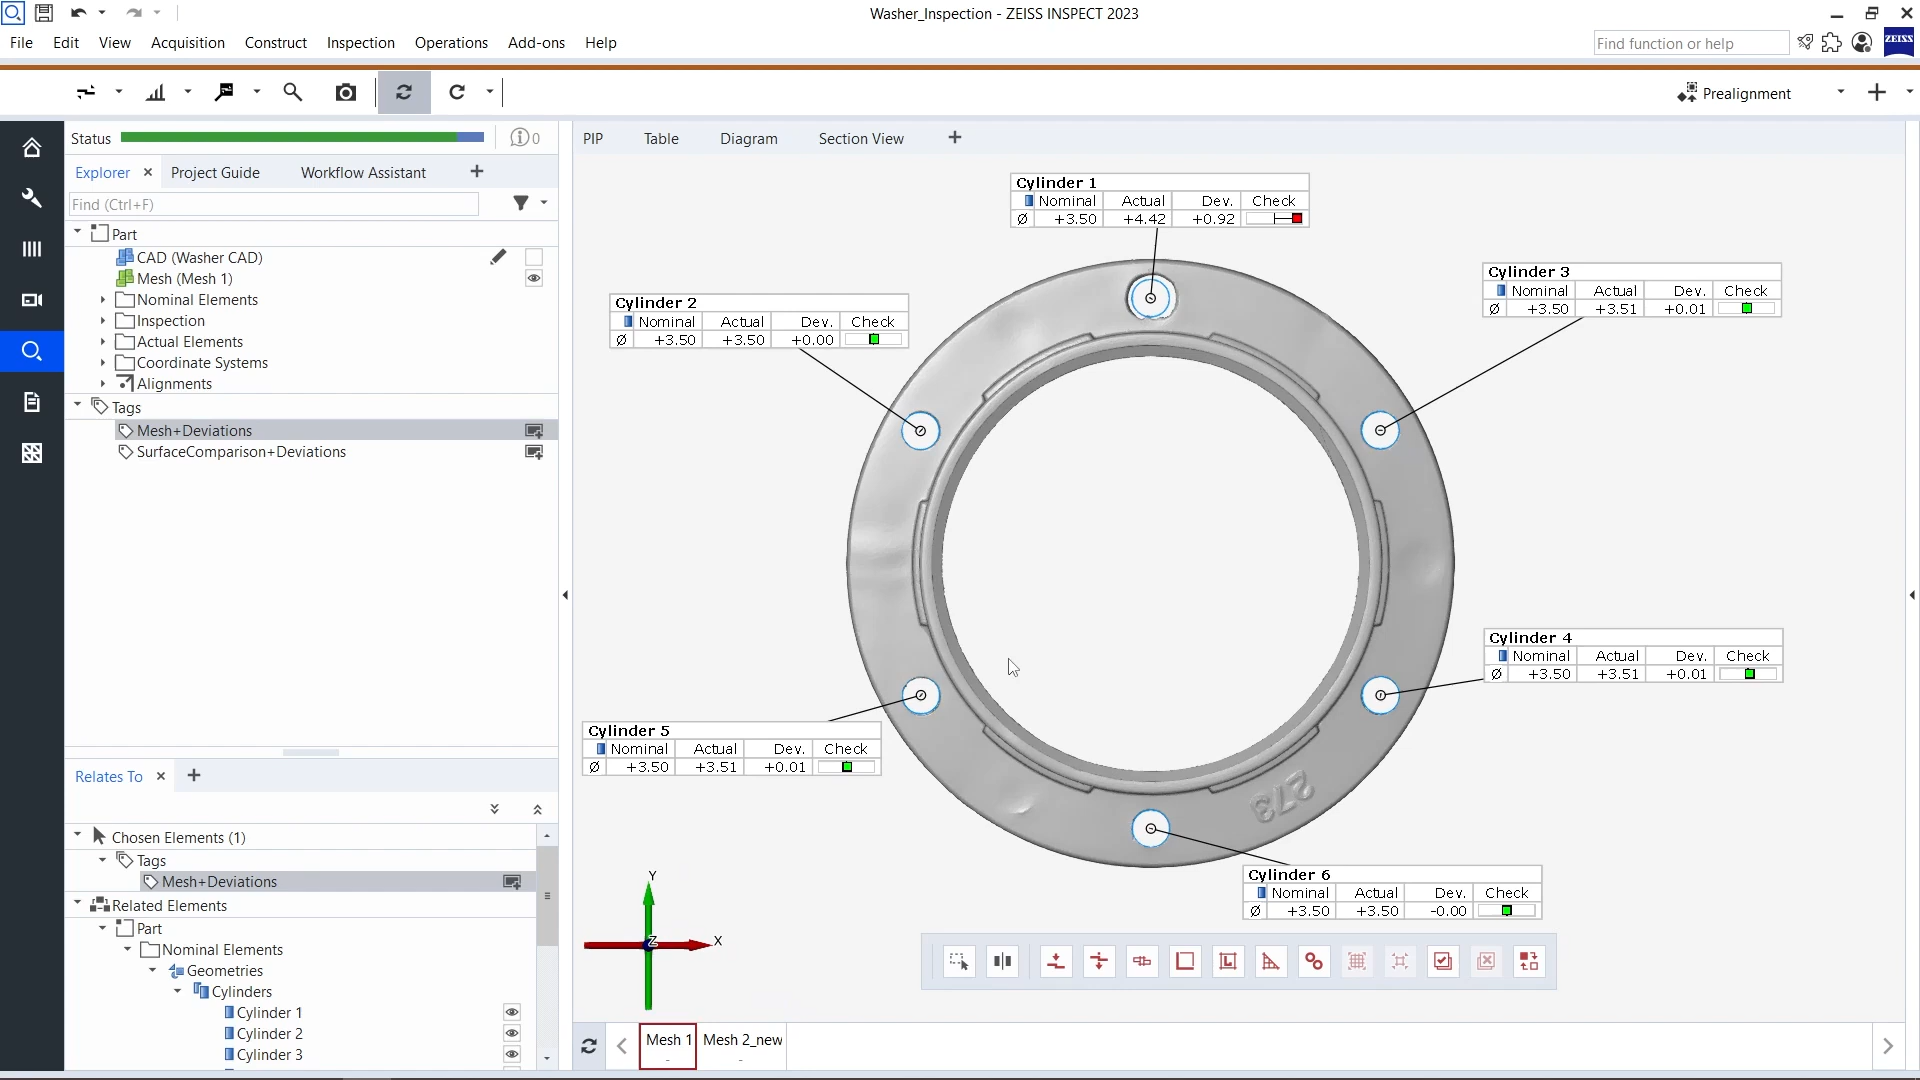 Washer_Inspection - ZEISS INSPECT 2023
File Edit View Acquisition Construct Inspection Operations Add-ons Help
Find function or help
ZEISS
Prealignment
Status
0
Explorer Project Guide Workflow Assistant
Find (Ctrl+F)
Part
CAD (Washer CAD)
Mesh (Mesh 1)
Nominal Elements
Inspection
Actual Elements
Coordinate Systems
Alignments
Tags
Mesh+Deviations
SurfaceComparison+Deviations
Relates To
Chosen Elements (1)
Tags
Mesh+Deviations
Related Elements
Part
Nominal Elements
Geometries
Cylinders
Cylinder 1
Cylinder 2
Cylinder 3
PIP Table Diagram Section View
Cylinder 1
Nominal Actual Dev. Check
Ø +3.50 +4.42 +0.92
Cylinder 2
Nominal Actual Dev. Check
Ø +3.50 +3.50 +0.00
Cylinder 3
Nominal Actual Dev. Check
Ø +3.50 +3.51 +0.01
Cylinder 4
Nominal Actual Dev. Check
Ø +3.50 +3.51 +0.01
Cylinder 5
Nominal Actual Dev. Check
Ø +3.50 +3.51 +0.01
273
Cylinder 6
Nominal Actual Dev. Check
Ø +3.50 +3.50 -0.00
Y
Z
X
Mesh 1 Mesh 2_new
- -